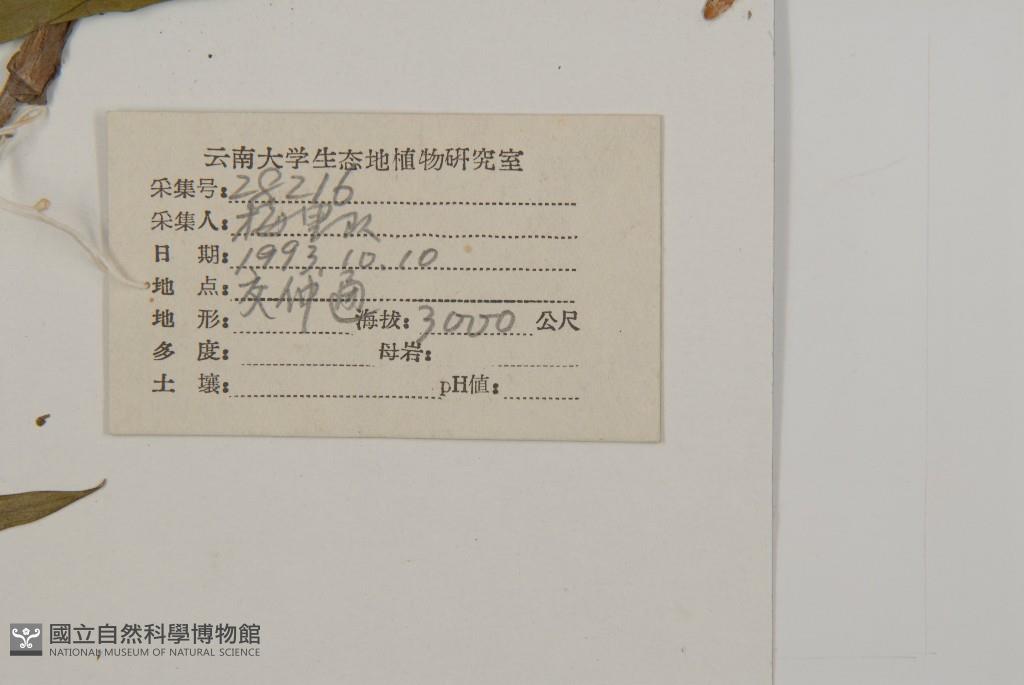 云南大学生态地植物研究室
采集号: 28216
采集人:
日 期: 1993.10.10
地 点:
地 形: 海拔: 3000 公尺
多 度: 母岩:
土 壤: pH値:
國立自然科學博物館
NATIONAL MUSEUM OF NATURAL SCIENCE